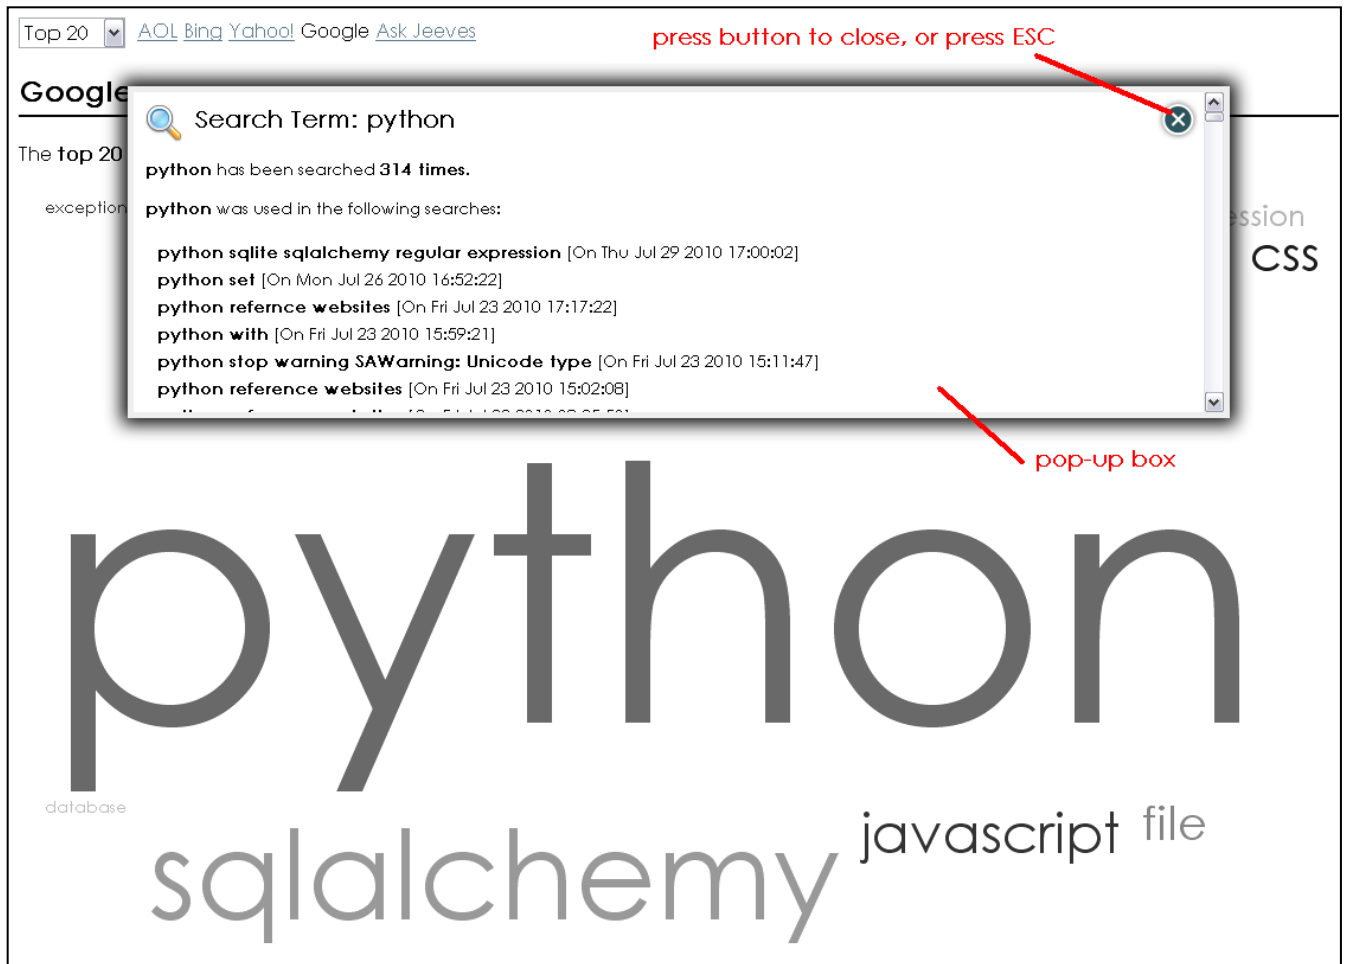 Top 20 AOL Bing Yahoo! Google Ask Jeeves
press button to close, or press ESC
Google
Search Term: python
The top 20
python has been searched 314 times.
exception
python was used in the following searches:
ession
python sqlite sqlalchemy regular expression [On Thu Jul 29 2010 17:00:02]
css
python set [On Mon Jul 26 2010 16:52:22]
python refernce websites [On Fri Jul 23 2010 17:17:22]
python with [On Fri Jul 23 2010 15:59:21]
python stop warning SAWarning: Unicode type [On Fri Jul 23 2010 15:11:47]
python reference websites [On Fri Jul 23 2010 15:02:08]
pop-up box
python
database
sqlalchemy
javascript
file